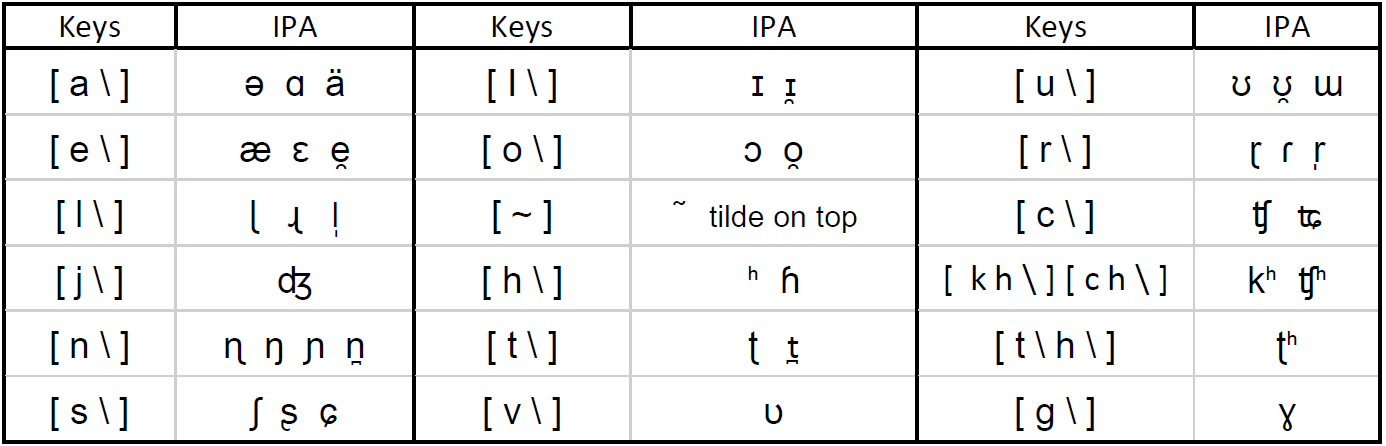 Keys IPA Keys IPA Keys IPA
[ a \ ] ə ɑ ä [ I \ ] ɪ ɪ̯ [ u \ ] ʊ ʊ̯ ɯ
[ e \ ] æ ɛ e̯ [ o \ ] ɔ o̯ [ r \ ] ɽ ɾ r̩
[ l \ ] ɭ ɻ l̩ [ ~ ] ˜ tilde on top [ c \ ] ʧ ʨ
[ j \ ] ʤ [ h \ ] ʰ ɦ [ k h \ ] [ c h \ ] kʰ ʧʰ
[ n \ ] ɳ ŋ ɲ n̪ [ t \ ] ʈ t̪ [ t \ h \ ] ʈʰ
[ s \ ] ʃ ʂ ɕ [ v \ ] ʋ [ g \ ] ɣ